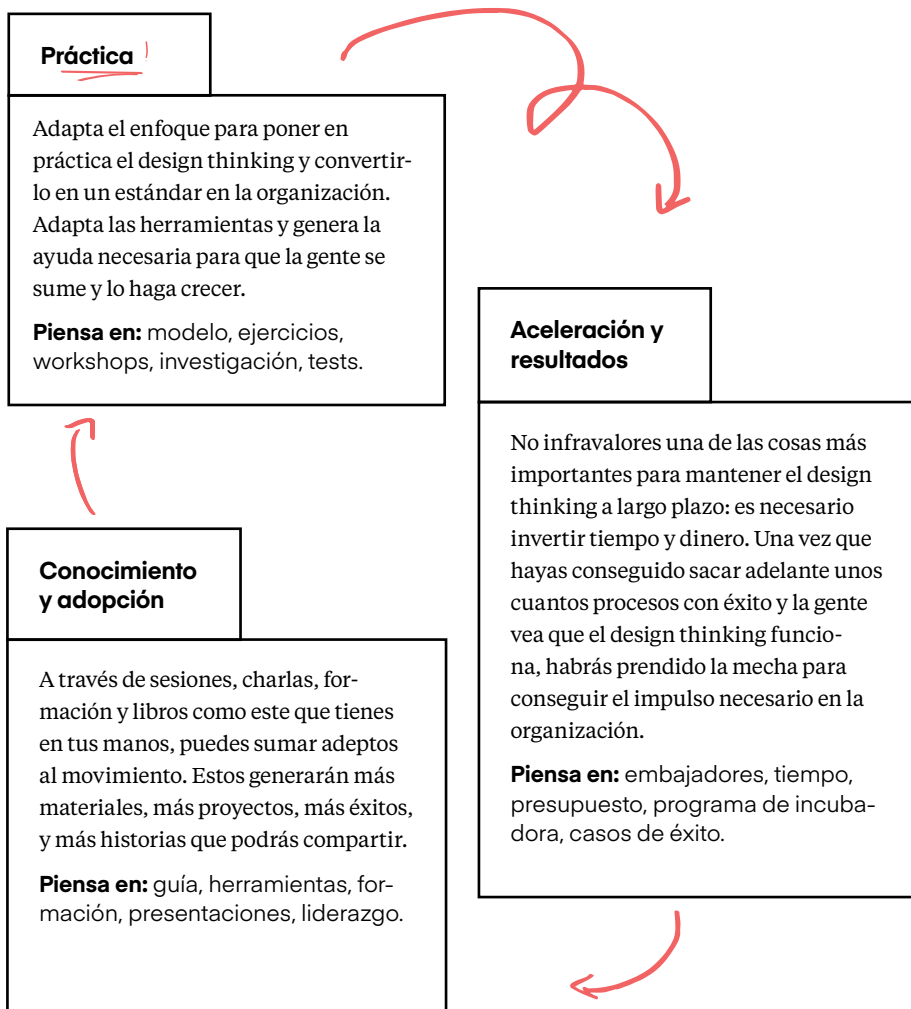 Práctica
Adapta el enfoque para poner en
práctica el design thinking y convertir-
lo en un estándar en la organización.
Adapta las herramientas y genera la
ayuda necesaria para que la gente se
sume y lo haga crecer.
Piensa en: modelo, ejercicios,
workshops, investigación, tests.
Aceleración y
resultados
No infravalores una de las cosas más
importantes para mantener el design
thinking a largo plazo: es necesario
invertir tiempo y dinero. Una vez que
hayas conseguido sacar adelante unos
cuantos procesos con éxito y la gente
vea que el design thinking funcio-
na, habrás prendido la mecha para
conseguir el impulso necesario en la
organización.
Piensa en: embajadores, tiempo,
presupuesto, programa de incuba-
dora, casos de éxito.
Conocimiento
y adopción
A través de sesiones, charlas, for-
mación y libros como este que tienes
en tus manos, puedes sumar adeptos
al movimiento. Estos generarán más
materiales, más proyectos, más éxitos,
y más historias que podrás compartir.
Piensa en: guía, herramientas, for-
mación, presentaciones, liderazgo.